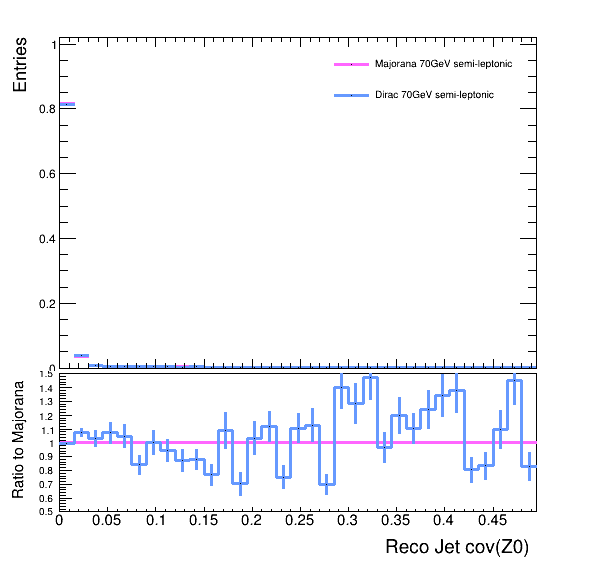 Entries
1
0.8
0.6
0.4
0.2
0
Majorana 70GeV semi-leptonic
Dirac 70GeV semi-leptonic
Ratio to Majorana
1.5
1.4
1.3
1.2
1.1
1
0.9
0.8
0.7
0.6
0.5
0 0.05 0.1 0.15 0.2 0.25 0.3 0.35 0.4 0.45
Reco Jet cov(Z0)